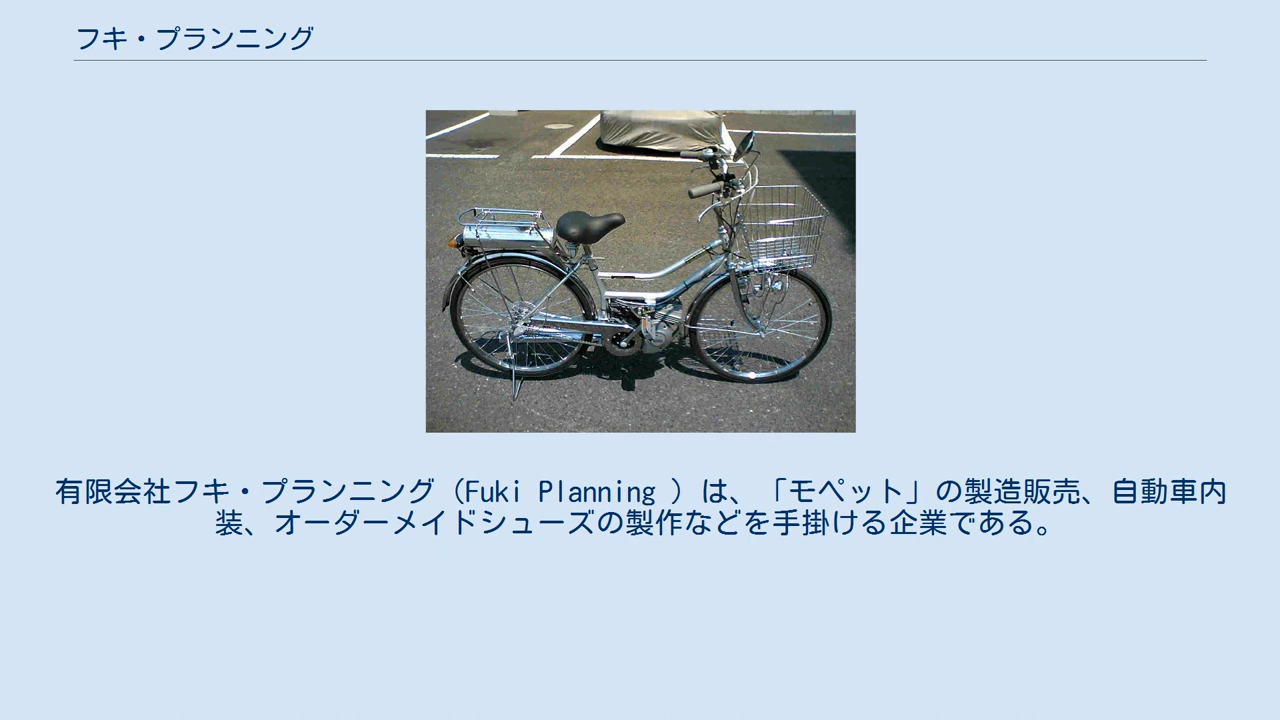 フキ・プランニング
有限会社フキ・プランニング（Fuki Planning ）は、「モペット」の製造販売、自動車内
装、オーダーメイドシューズの製作などを手掛ける企業である。